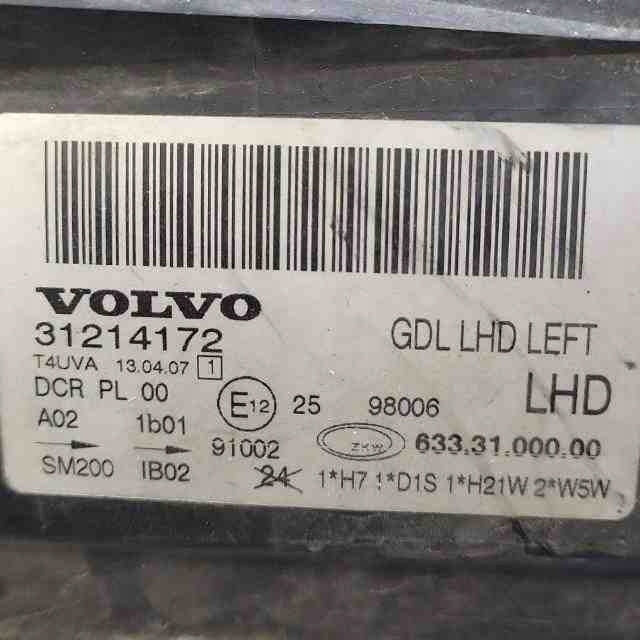 VOLVO
31214172
GDL LHD LEFT
T4UVA 13.04.07 1
DCR PL 00
E12 25 98006 LHD
A02 1b01
91002 ZKW 633.31.000.00
SM200 IB02 24 1*H7 1*D1S 1*H21W 2*W5W